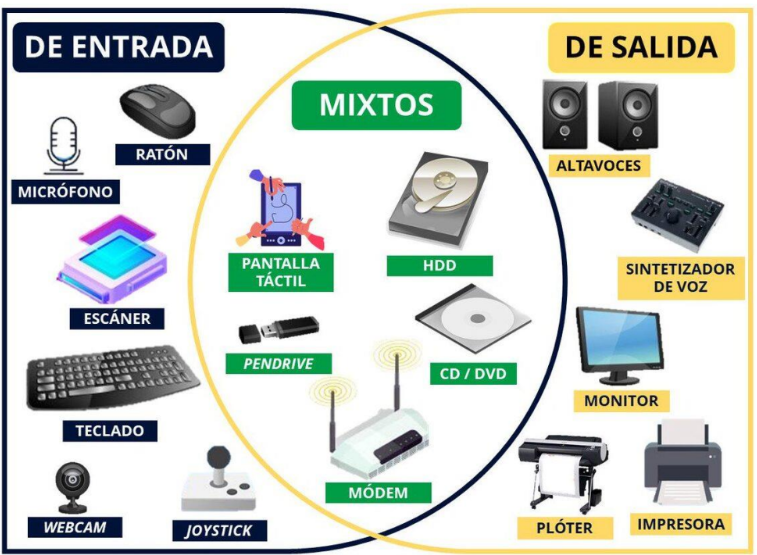 DE ENTRADA
RATÓN
MICRÓFONO
ESCÁNER
TECLADO
WEBCAM
JOYSTICK
MIXTOS
PANTALLA
TÁCTIL
HDD
PENDRIVE
CD / DVD
MÓDEM
DE SALIDA
ALTAVOCES
SINTETIZADOR
DE VOZ
MONITOR
PLÓTER
IMPRESORA